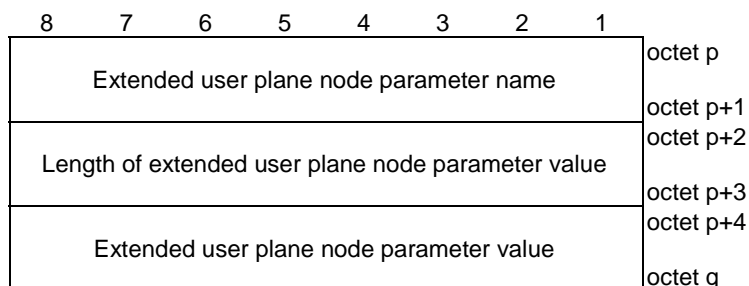 8 7 6 5 4 3 2 1
octet p
Extended user plane node parameter name
octet p+1
octet p+2
Length of extended user plane node parameter value
octet p+3
octet p+4
Extended user plane node parameter value
octet q